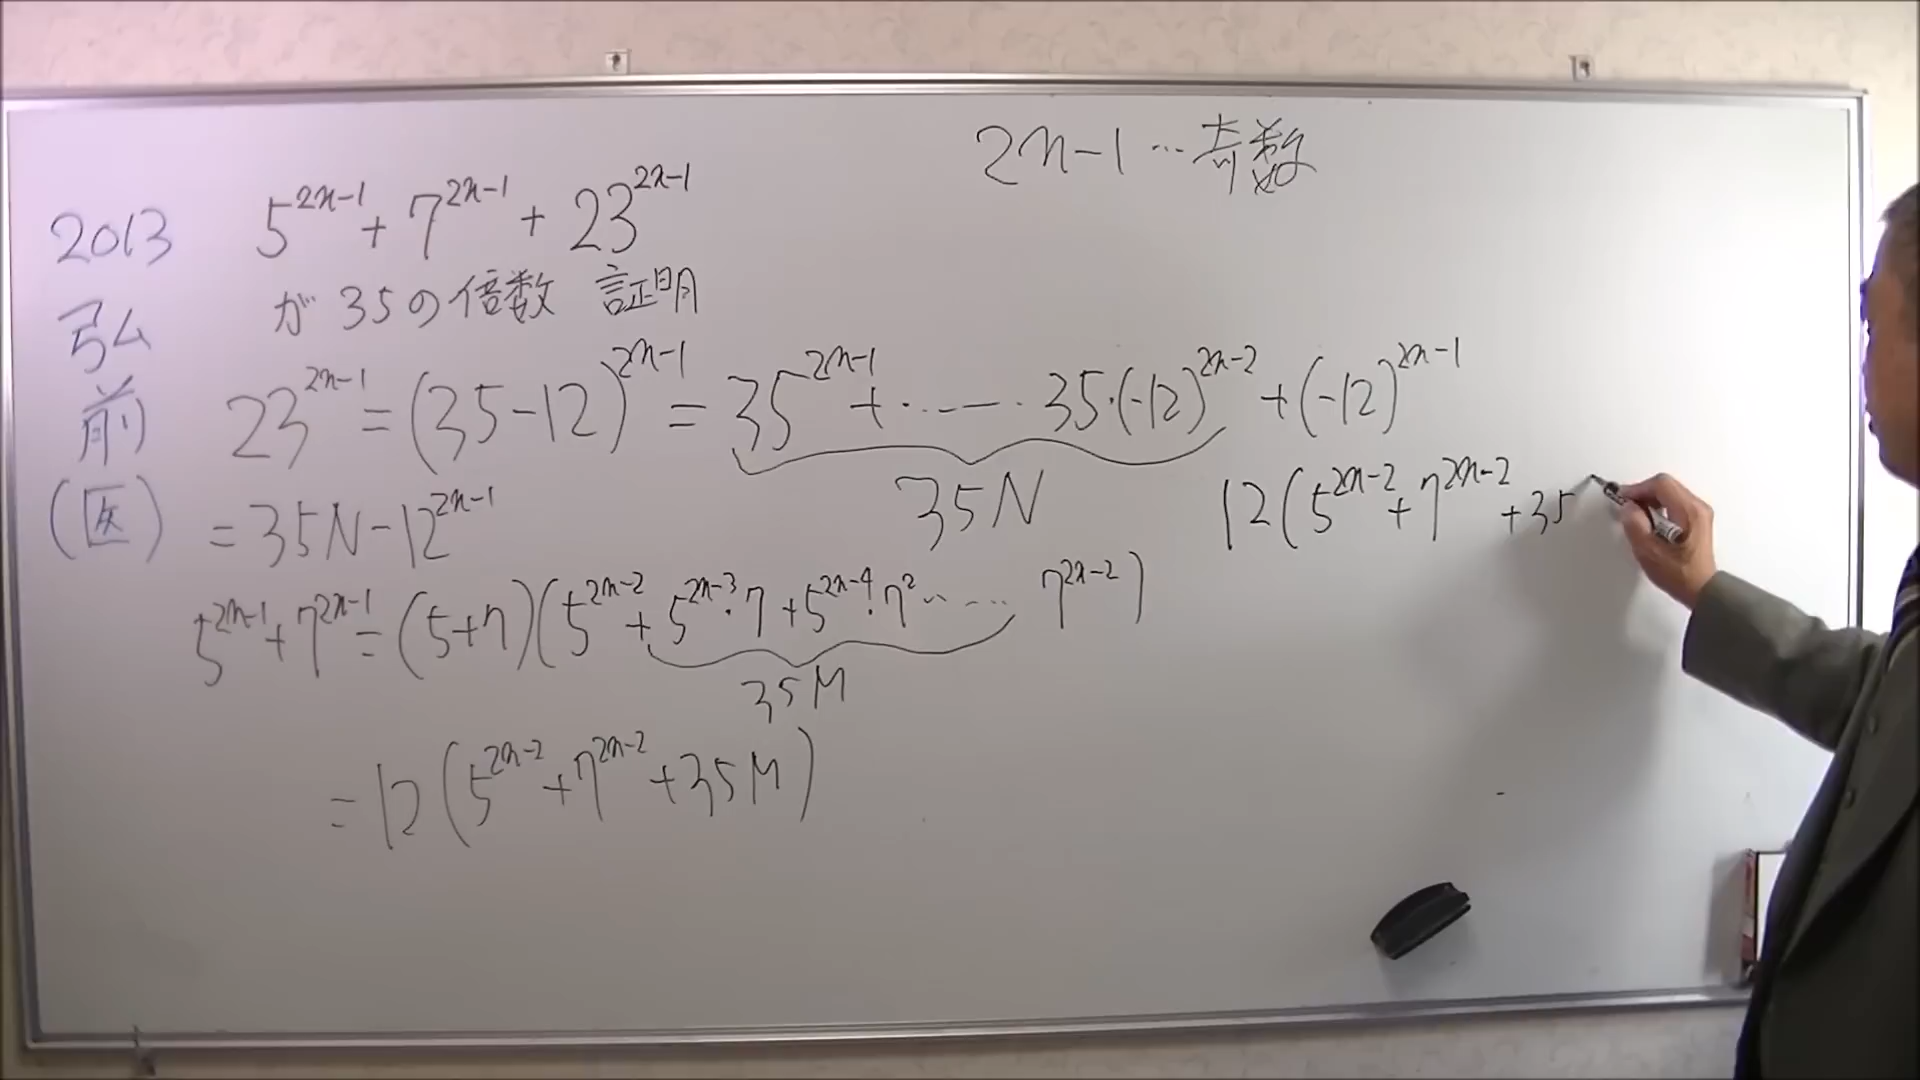 2n-1…奇数
2013 弘前(医)
5^{2n-1}+7^{2n-1}+23^{2n-1}
が35の倍数 証明
23^{2n-1}=(35-12)^{2n-1}=35^{2n-1}+·----·35·(-12)^{2n-2}+(-12)^{2n-1}
35N
=35N-12^{2n-1}
12(5^{2n-2}+7^{2n-2}+35
5^{2n-1}+7^{2n-1}=(5+7)(5^{2n-2}+5^{2n-3}·7+5^{2n-4}·7^2-----7^{2n-2})
35M
=12(5^{2n-2}+7^{2n-2}+35M)